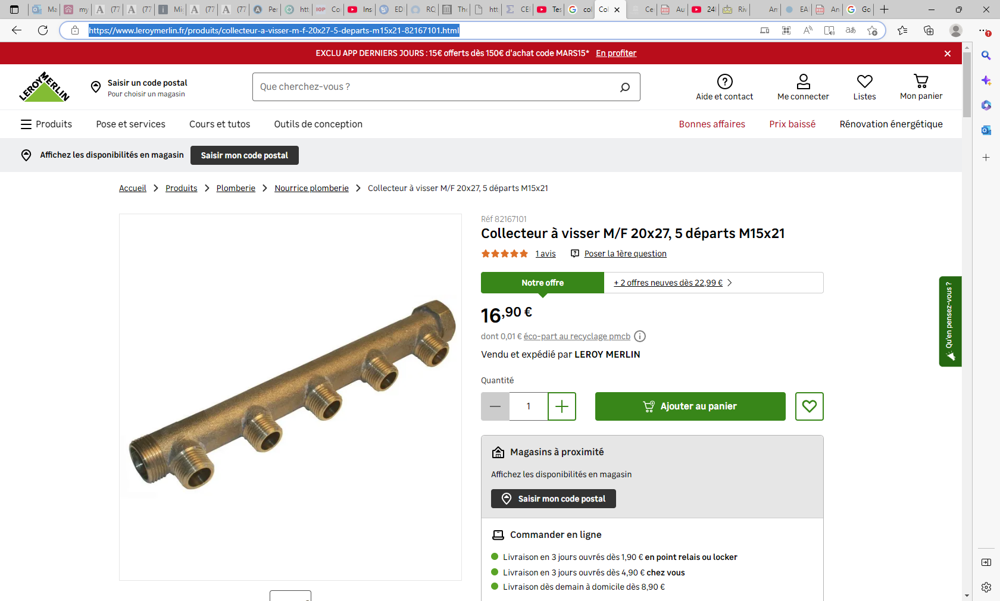 Ma
my
(77
(77
Mic
(77
(77
Per
htt
IOP Co
Ins
ED
RQ
The
htt
CEI
Tes
col
Col
Ce
Au
24I
Riv
An
EA
An
Go
https://www.leroymerlin.fr/produits/collecteur-a-visser-m-f-20x27-5-departs-m15x21-82167101.html
EXCLU APP DERNIERS JOURS : 15€ offerts dès 150€ d'achat code MARS15* En profiter
LEROY MERLIN
Saisir un code postal
Pour choisir un magasin
Que cherchez-vous ?
Aide et contact
Me connecter
Listes
Mon panier
Produits
Pose et services
Cours et tutos
Outils de conception
Bonnes affaires
Prix baissé
Rénovation énergétique
Affichez les disponibilités en magasin
Saisir mon code postal
Accueil > Produits > Plomberie > Nourrice plomberie > Collecteur à visser M/F 20x27, 5 départs M15x21
Réf 82167101
Collecteur à visser M/F 20x27, 5 départs M15x21
1 avis
Poser la 1ère question
Notre offre
+ 2 offres neuves dès 22,99 €
16,90 €
dont 0,01 € éco-part au recyclage pmcb
Vendu et expédié par LEROY MERLIN
Quantité
1
Ajouter au panier
Qu'en pensez-vous ?
Magasins à proximité
Affichez les disponibilités en magasin
Saisir mon code postal
Commander en ligne
Livraison en 3 jours ouvrés dès 1,90 € en point relais ou locker
Livraison en 3 jours ouvrés dès 4,90 € chez vous
Livraison dès demain à domicile dès 8,90 €